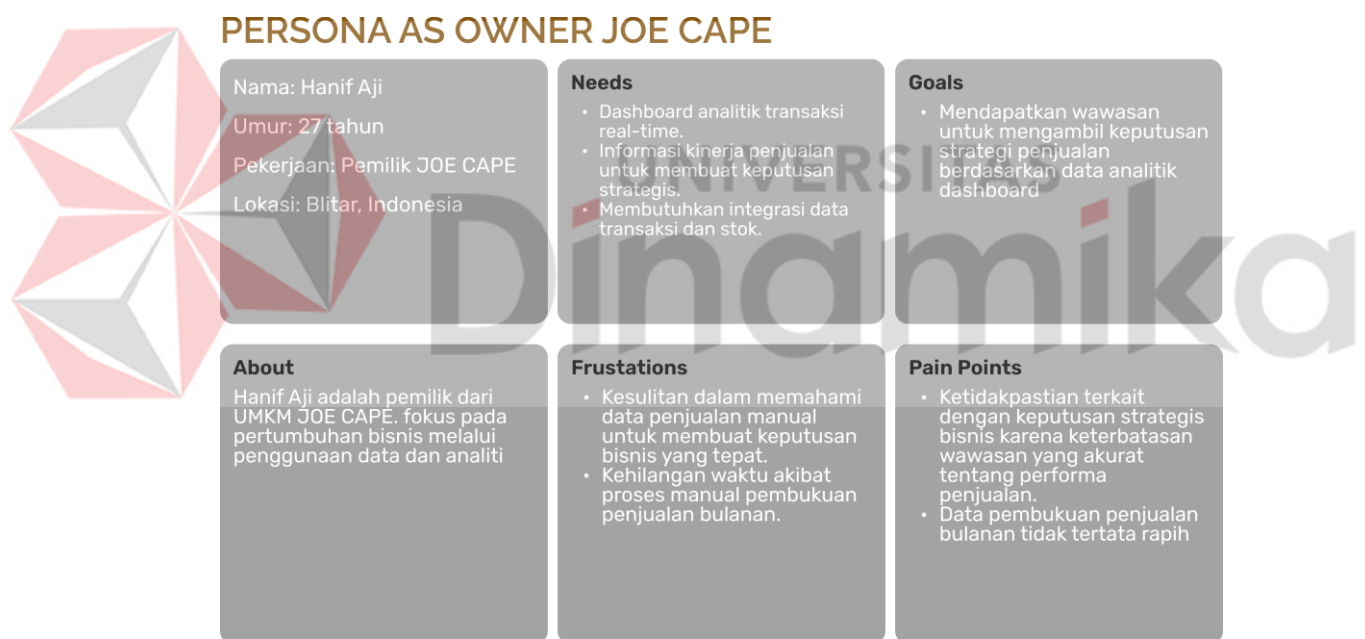 PERSONA AS OWNER JOE CAPE
Nama: Hanif Aji
Umur: 27 tahun
Pekerjaan: Pemilik JOE CAPE
Lokasi: Blitar, Indonesia
Needs
• Dashboard analitik transaksi
real-time.
• Informasi kinerja penjualan
untuk membuat keputusan
strategis.
• Membutuhkan integrasi data
transaksi dan stok.
Goals
• Mendapatkan wawasan
untuk mengambil keputusan
strategi penjualan
berdasarkan data analitik
dashboard
UNIVERSITAS
Dinamika
About
Hanif Aji adalah pemilik dari
UMKM JOE CAPE. fokus pada
pertumbuhan bisnis melalui
penggunaan data dan analiti
Frustations
• Kesulitan dalam memahami
data penjualan manual
untuk membuat keputusan
bisnis yang tepat.
• Kehilangan waktu akibat
proses manual pembukuan
penjualan bulanan.
Pain Points
• Ketidakpastian terkait
dengan keputusan strategis
bisnis karena keterbatasan
wawasan yang akurat
tentang performa
penjualan.
• Data pembukuan penjualan
bulanan tidak tertata rapih